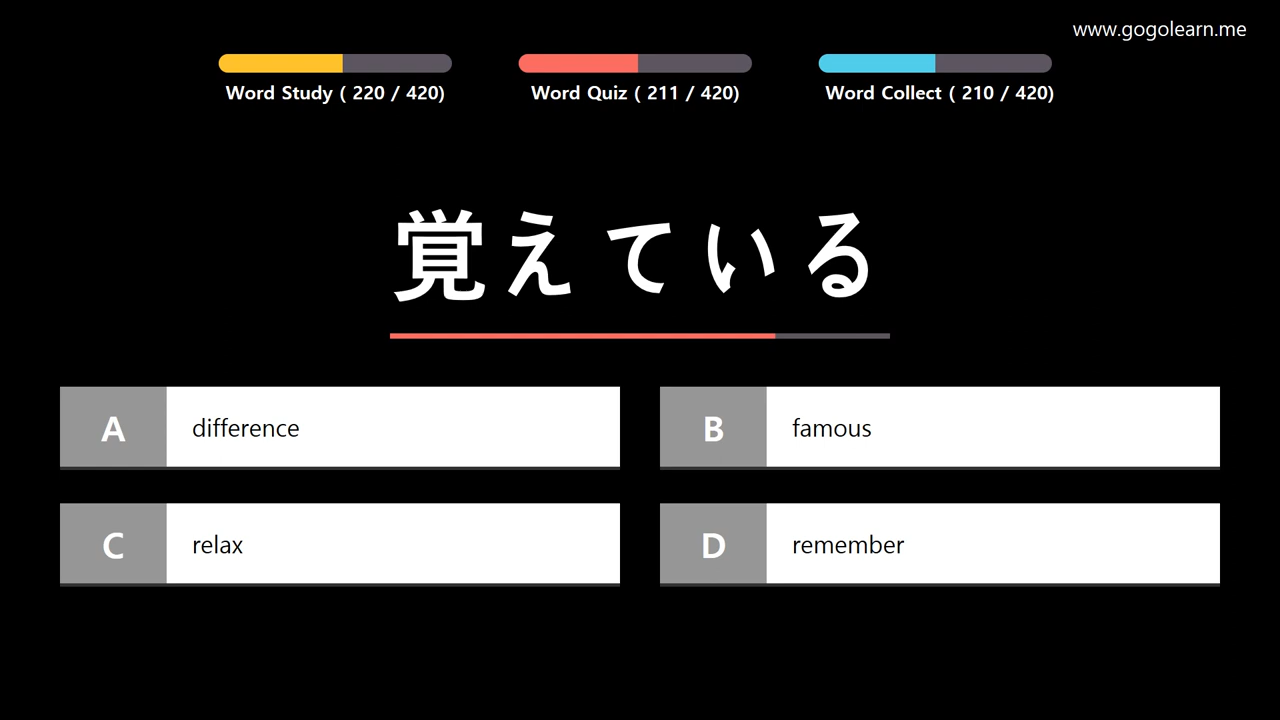 www.gogolearn.me
Word Study ( 220 / 420)
Word Quiz ( 211 / 420)
Word Collect ( 210 / 420)
覚えている
A difference
B famous
C relax
D remember